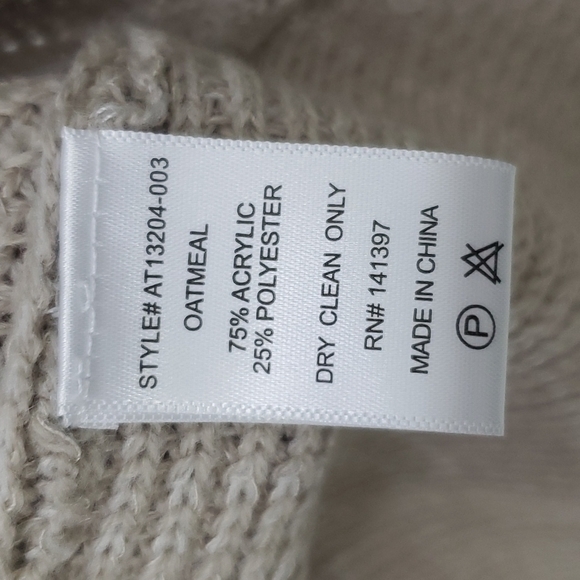 STYLE# AT13204-003
OATMEAL
75% ACRYLIC
25% POLYESTER
DRY CLEAN ONLY
RN# 141397
MADE IN CHINA
P